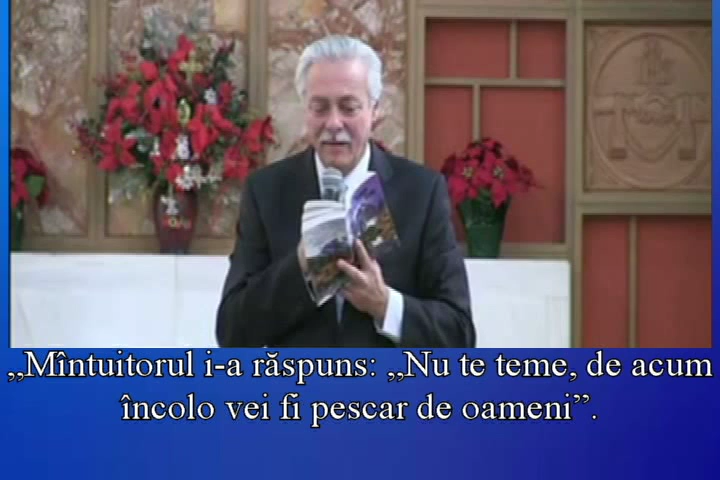 ,,Mîntuitorul i-a răspuns: ,,Nu te teme, de acum
încolo vei fi pescar de oameni”.